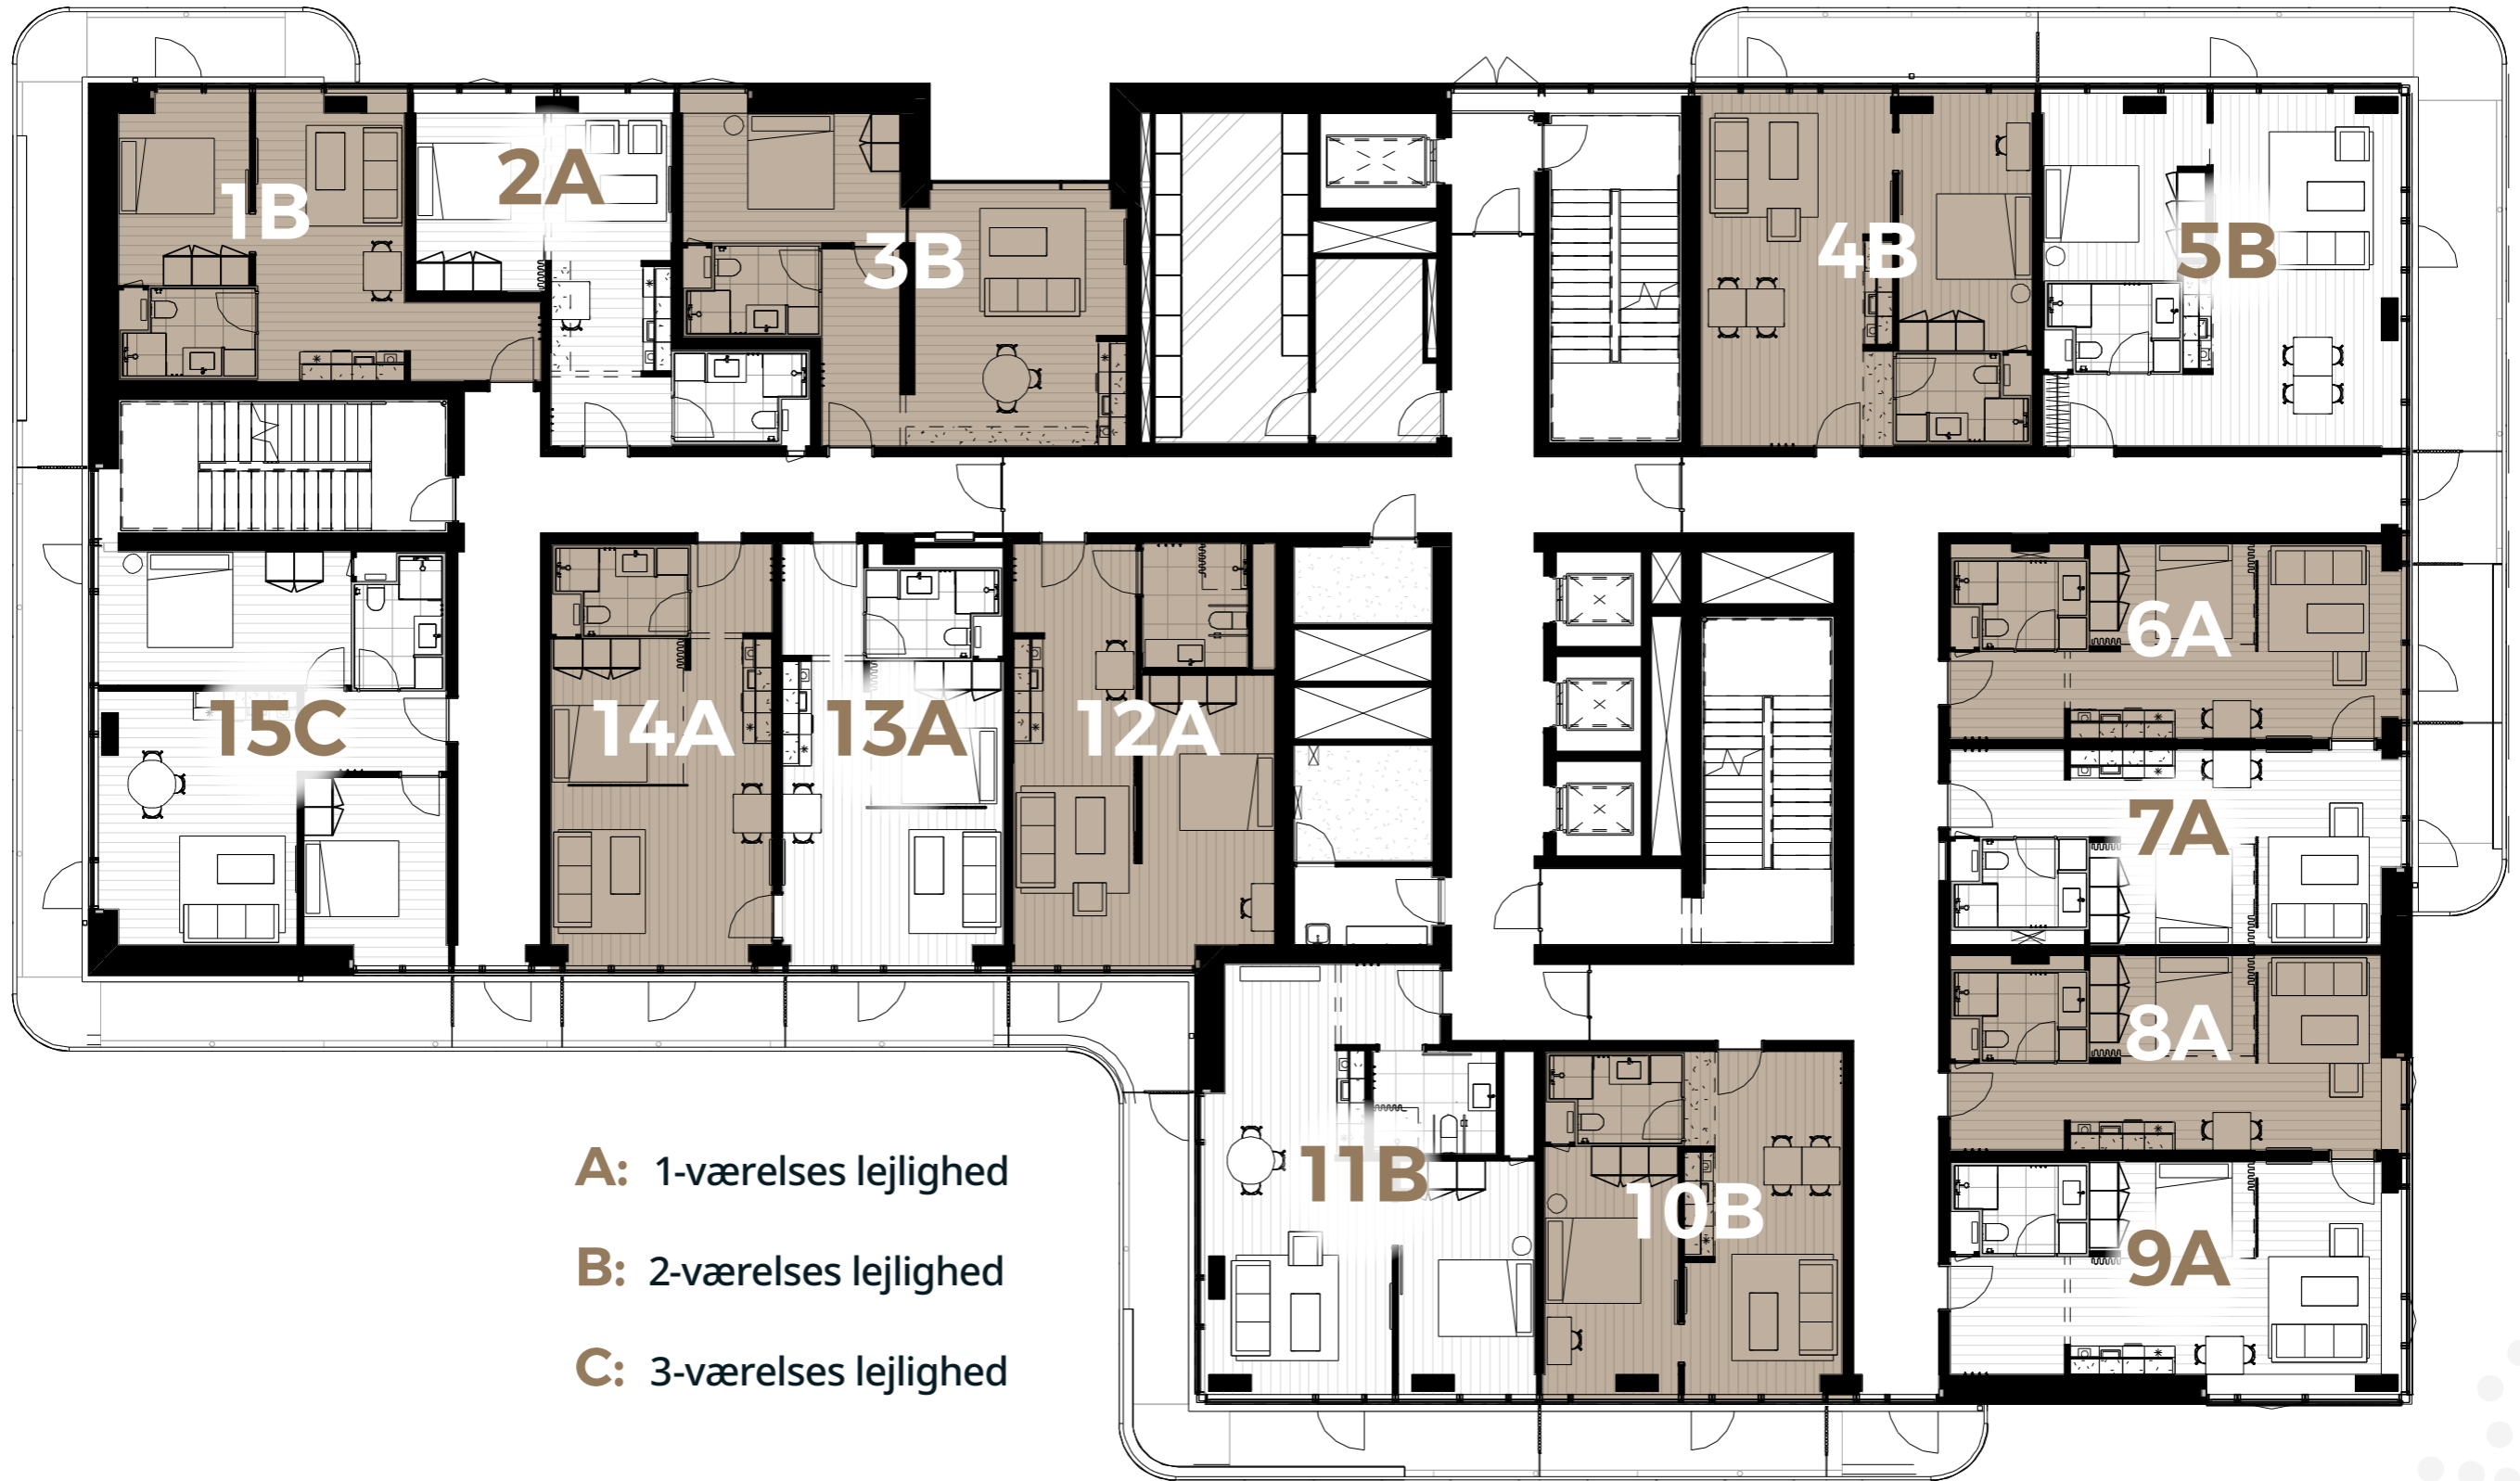 1B
2A
3B
4B
5B
6A
7A
8A
9A
10B
11B
12A
13A
14A
15C
A: 1-værelses lejlighed
B: 2-værelses lejlighed
C: 3-værelses lejlighed